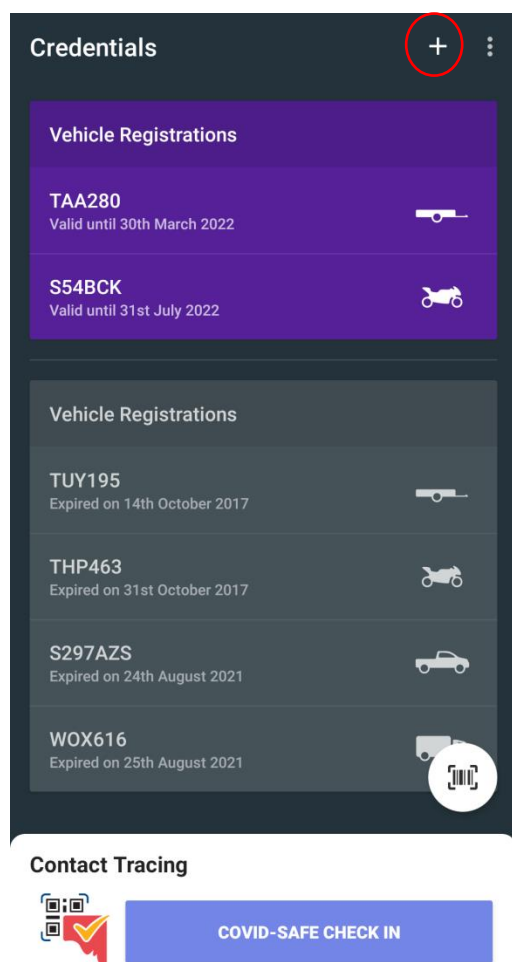 Credentials
Vehicle Registrations
TAA280
Valid until 30th March 2022
S54BCK
Valid until 31st July 2022
Vehicle Registrations
TUY195
Expired on 14th October 2017
THP463
Expired on 31st October 2017
S297AZS
Expired on 24th August 2021
WOX616
Expired on 25th August 2021
Contact Tracing
COVID-SAFE CHECK IN